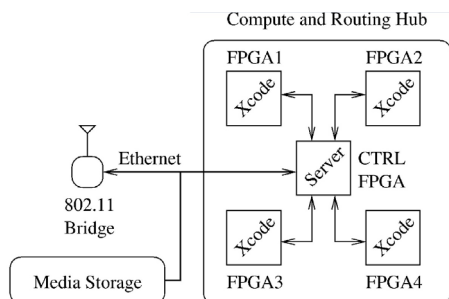 Compute and Routing Hub
FPGA1
FPGA2
Xcode
Xcode
Ethernet
Server
CTRL
FPGA
802.11
Bridge
Xcode
Xcode
Media Storage
FPGA3
FPGA4